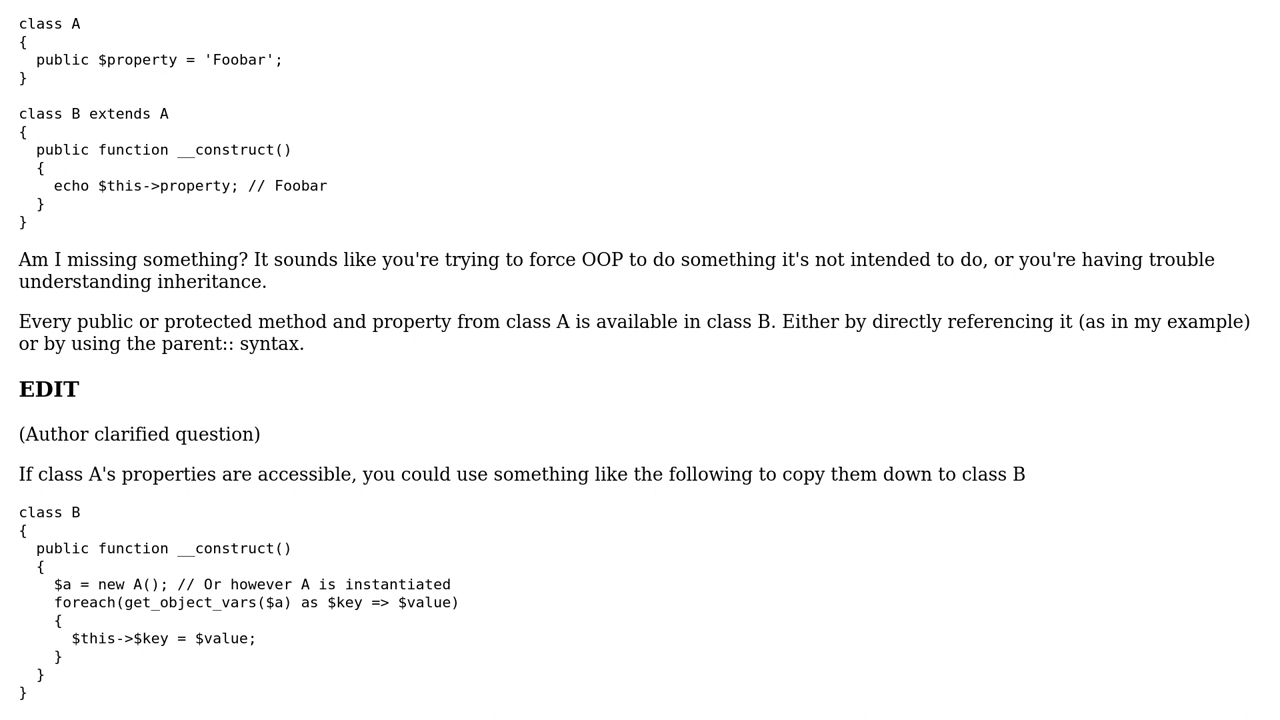 class A
{
  public $property = 'Foobar';
}

class B extends A
{
  public function __construct()
  {
    echo $this->property; // Foobar
  }
}
Am I missing something? It sounds like you're trying to force OOP to do something it's not intended to do, or you're having trouble
understanding inheritance.
Every public or protected method and property from class A is available in class B. Either by directly referencing it (as in my example)
or by using the parent:: syntax.
EDIT
(Author clarified question)
If class A's properties are accessible, you could use something like the following to copy them down to class B
class B
{
  public function __construct()
  {
    $a = new A(); // Or however A is instantiated
    foreach(get_object_vars($a) as $key => $value)
    {
      $this->$key = $value;
    }
  }
}